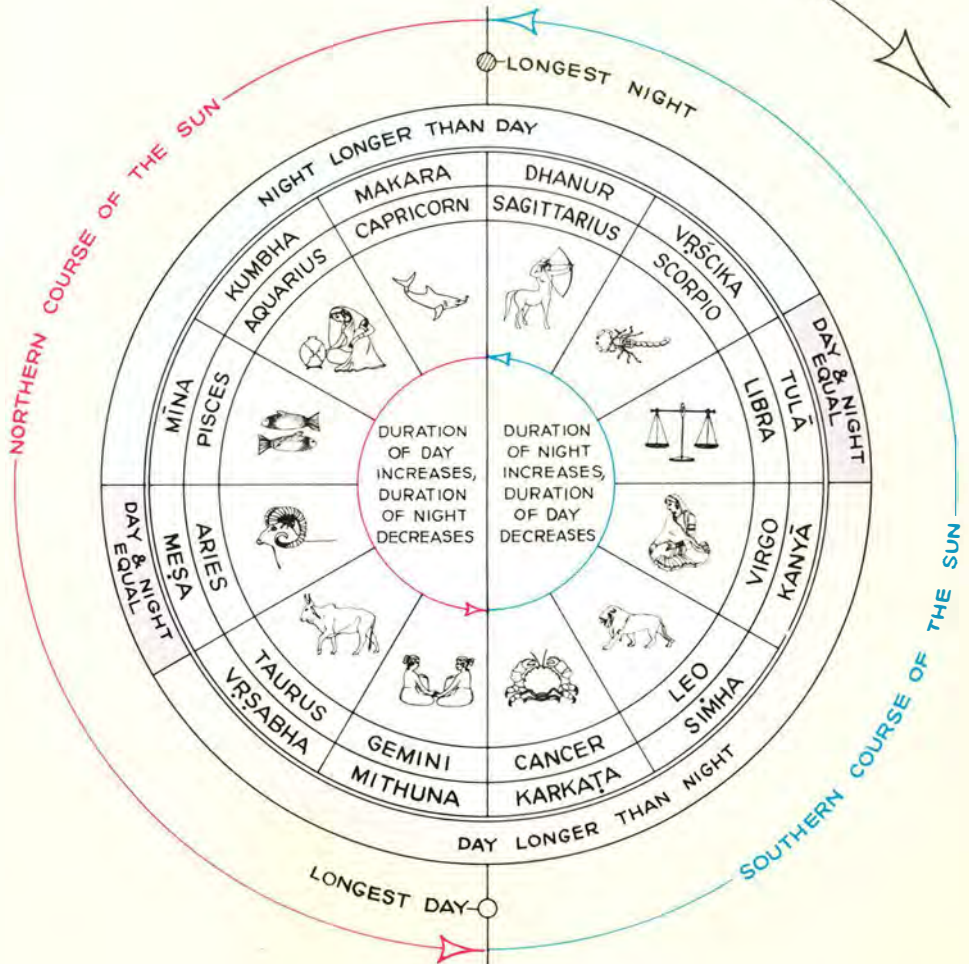 LONGEST NIGHT
NORTHERN COURSE OF THE SUN
NIGHT LONGER THAN DAY
MAKARA
CAPRICORN
DHANUR
SAGITTARIUS
KUMBHA
AQUARIUS
VṚŚCIKA
SCORPIO
MĪNA
PISCES
TULĀ
LIBRA
DAY & NIGHT
EQUAL
DURATION
OF DAY
INCREASES,
DURATION
OF NIGHT
DECREASES
DURATION
OF NIGHT
INCREASES,
DURATION
OF DAY
DECREASES
DAY & NIGHT
EQUAL
MEṢA
ARIES
VIRGO
KANYĀ
TAURUS
VṚṢABHA
LEO
SIṀHA
GEMINI
MITHUNA
CANCER
KARKAṬA
DAY LONGER THAN NIGHT
SOUTHERN COURSE OF THE SUN
LONGEST DAY